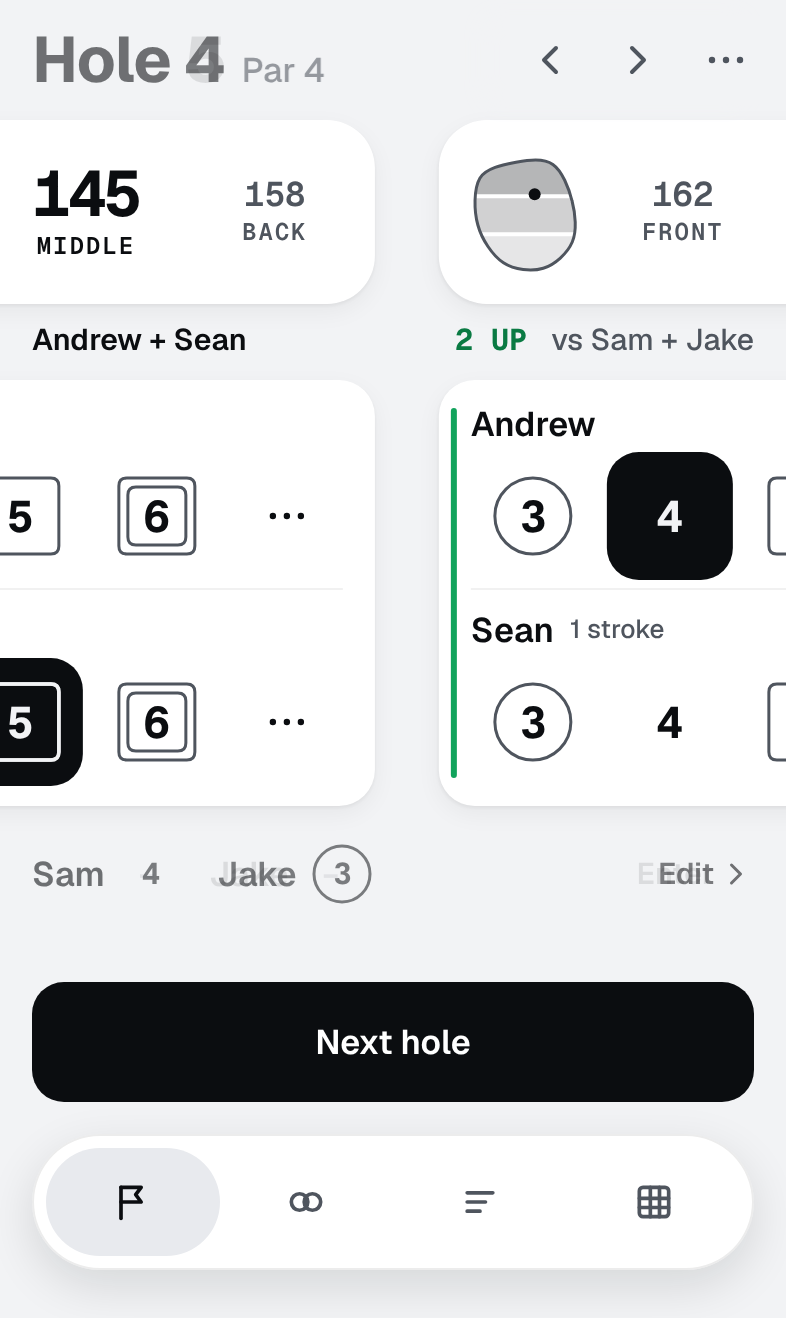 Hole 4 Par 4
145 158 162
MIDDLE BACK FRONT
Andrew + Sean 2 UP vs Sam + Jake
Andrew
5 6 3 4
Sean 1 stroke
5 6 3 4
Sam 4 Jake 3 Edit
Next hole